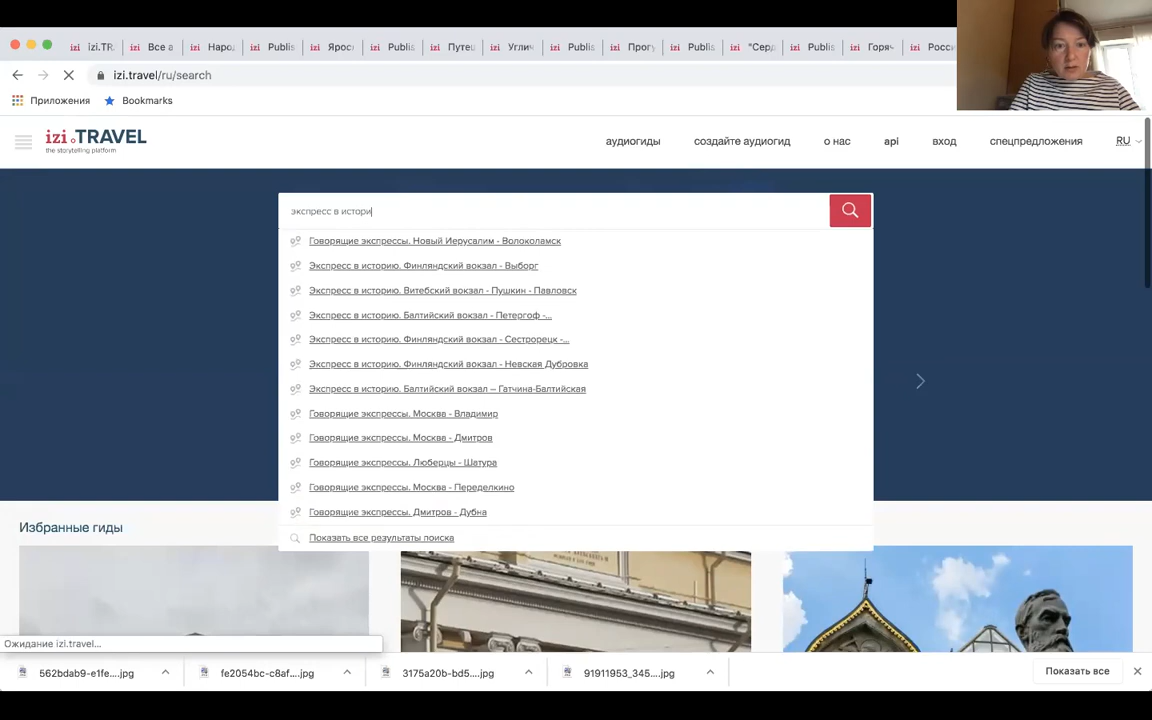 izi.TR
Все а
Народ
Publis
Яросл
Publis
Путец
Углич
Publis
Прогу
Publis
"Серд
Publis
Горяч
Росси
izi.travel/ru/search
Приложения
Bookmarks
izi.TRAVEL
the storytelling platform
аудиогиды
создайте аудиогид
о нас
api
вход
спецпредложения
RU
экспресс в истори
Говорящие экспрессы. Новый Иерусалим - Волоколамск
Экспресс в историю. Финляндский вокзал - Выборг
Экспресс в историю. Витебский вокзал - Пушкин - Павловск
Экспресс в историю. Балтийский вокзал - Петергоф -...
Экспресс в историю. Финляндский вокзал - Сестрорецк -...
Экспресс в историю. Финляндский вокзал - Невская Дубровка
Экспресс в историю. Балтийский вокзал – Гатчина-Балтийская
Говорящие экспрессы. Москва - Владимир
Говорящие экспрессы. Москва - Дмитров
Говорящие экспрессы. Люберцы - Шатура
Говорящие экспрессы. Москва - Переделкино
Говорящие экспрессы. Дмитров - Дубна
Показать все результаты поиска
Избранные гиды
Ожидание izi.travel...
562bdab9-e1fe....jpg
fe2054bc-c8af....jpg
3175a20b-bd5....jpg
91911953_345....jpg
Показать все